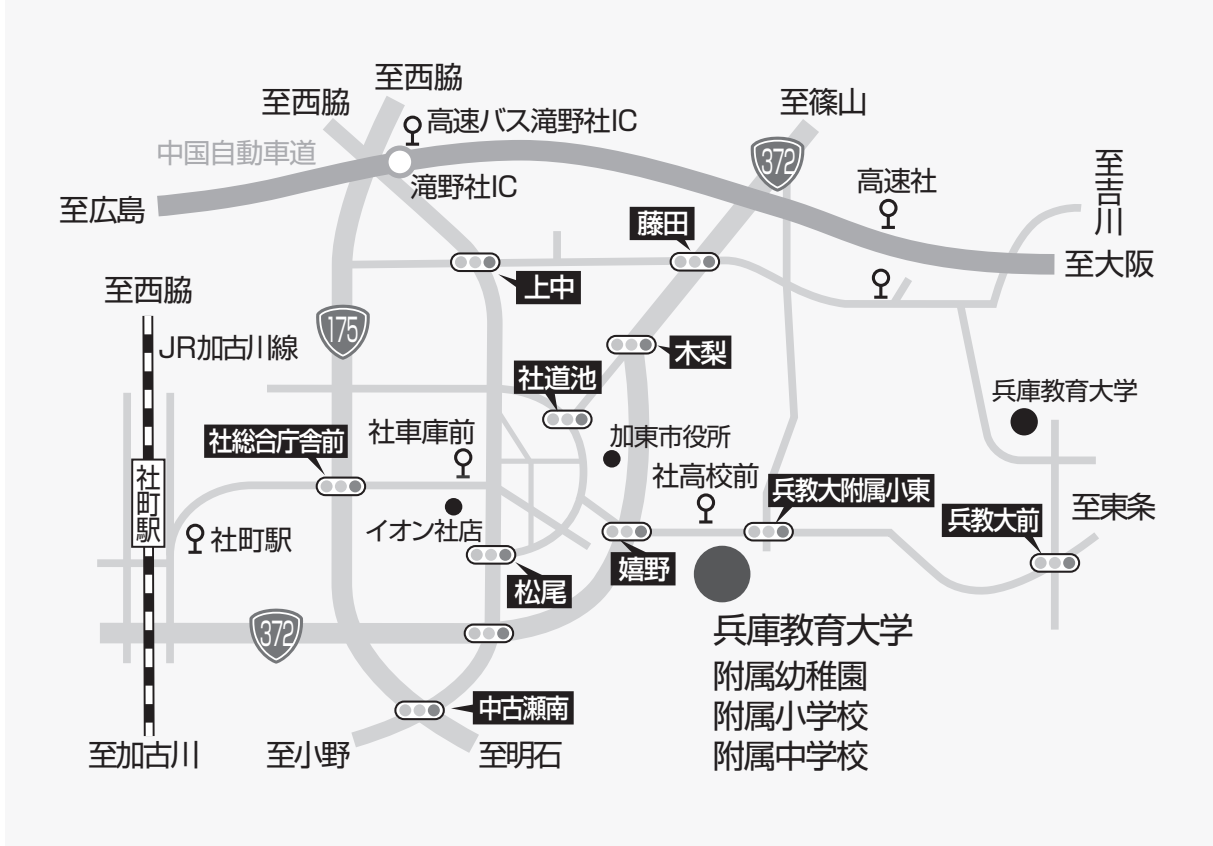 至西脇
至西脇
高速バス滝野社IC
至篠山
中国自動車道
372
滝野社IC
高速社
至吉川
至広島
藤田
至大阪
上中
至西脇
175
JR加古川線
木梨
社道池
兵庫教育大学
社総合庁舎前
社車庫前
加東市役所
社高校前
兵教大附属小東
社町駅
兵教大前
至東条
イオン社店
社町駅
嬉野
松尾
372
兵庫教育大学
附属幼稚園
附属小学校
附属中学校
中古瀬南
至加古川
至小野
至明石